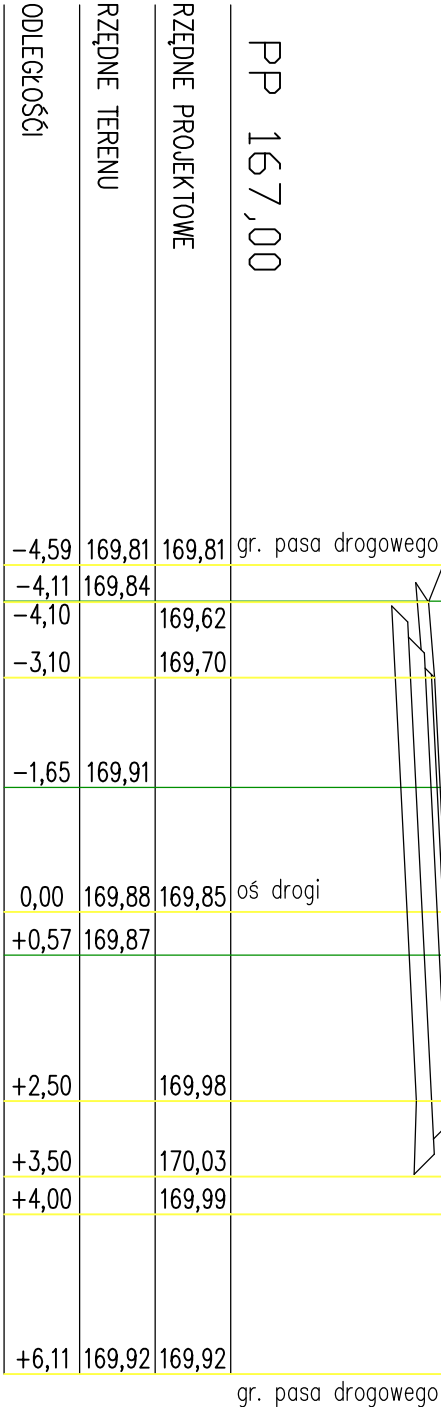 PP 167,00
RZĘDNE PROJEKTOWE
RZĘDNE TERENU
ODLEGŁOŚĆI
-4,59 169,81 169,81 gr. pasa drogowego
-4,11 169,84
-4,10 169,62
-3,10 169,70
-1,65 169,91
0,00 169,88 169,85 oś drogi
+0,57 169,87
+2,50 169,98
+3,50 170,03
+4,00 169,99
+6,11 169,92 169,92
gr. pasa drogowego